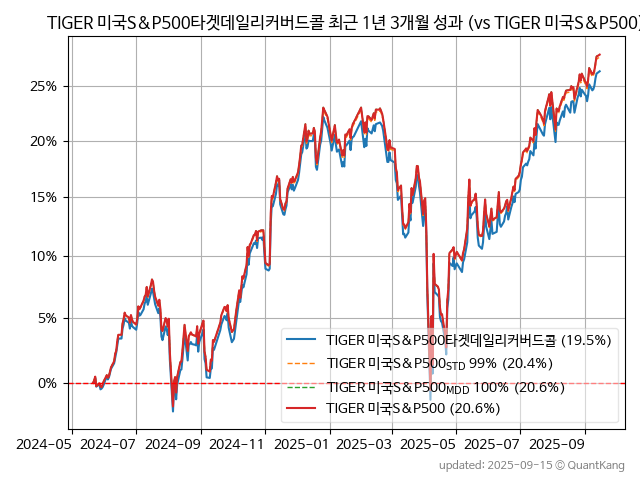 TIGER 미국S&P500타겟데일리커버드콜 최근 1년 3개월 성과 (vs TIGER 미국S&P500)
25%
20%
15%
10%
5%
0%
TIGER 미국S&P500타겟데일리커버드콜 (19.5%)
TIGER 미국S&P500STD 99% (20.4%)
TIGER 미국S&P500MDD 100% (20.6%)
TIGER 미국S&P500 (20.6%)
2024-05 2024-07 2024-09 2024-11 2025-01 2025-03 2025-05 2025-07 2025-09
updated: 2025-09-15 © QuantKang